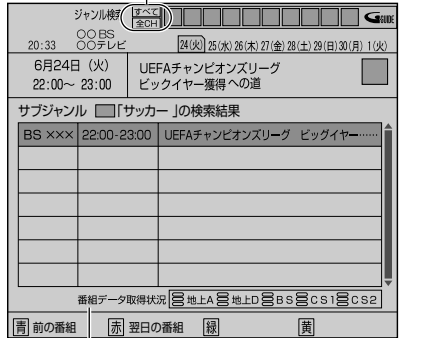 ジャンル検索 すべて 全CH GGUIDE
○○BS
20:33 ○○テレビ 24(火) 25(水) 26(木) 27(金) 28(土) 29(日) 30(月) 1(火)
6月24日（火） UEFAチャンピオンズリーグ
22:00～ 23:00 ビックイヤー獲得への道
サブジャンル 「サッカー 」の検索結果
BS ××× 22:00-23:00 UEFAチャンピオンズリーグ ビッグイヤー……
番組データ取得状況 地上A 地上D BS CS1 CS2
青 前の番組 赤 翌日の番組 緑 黄